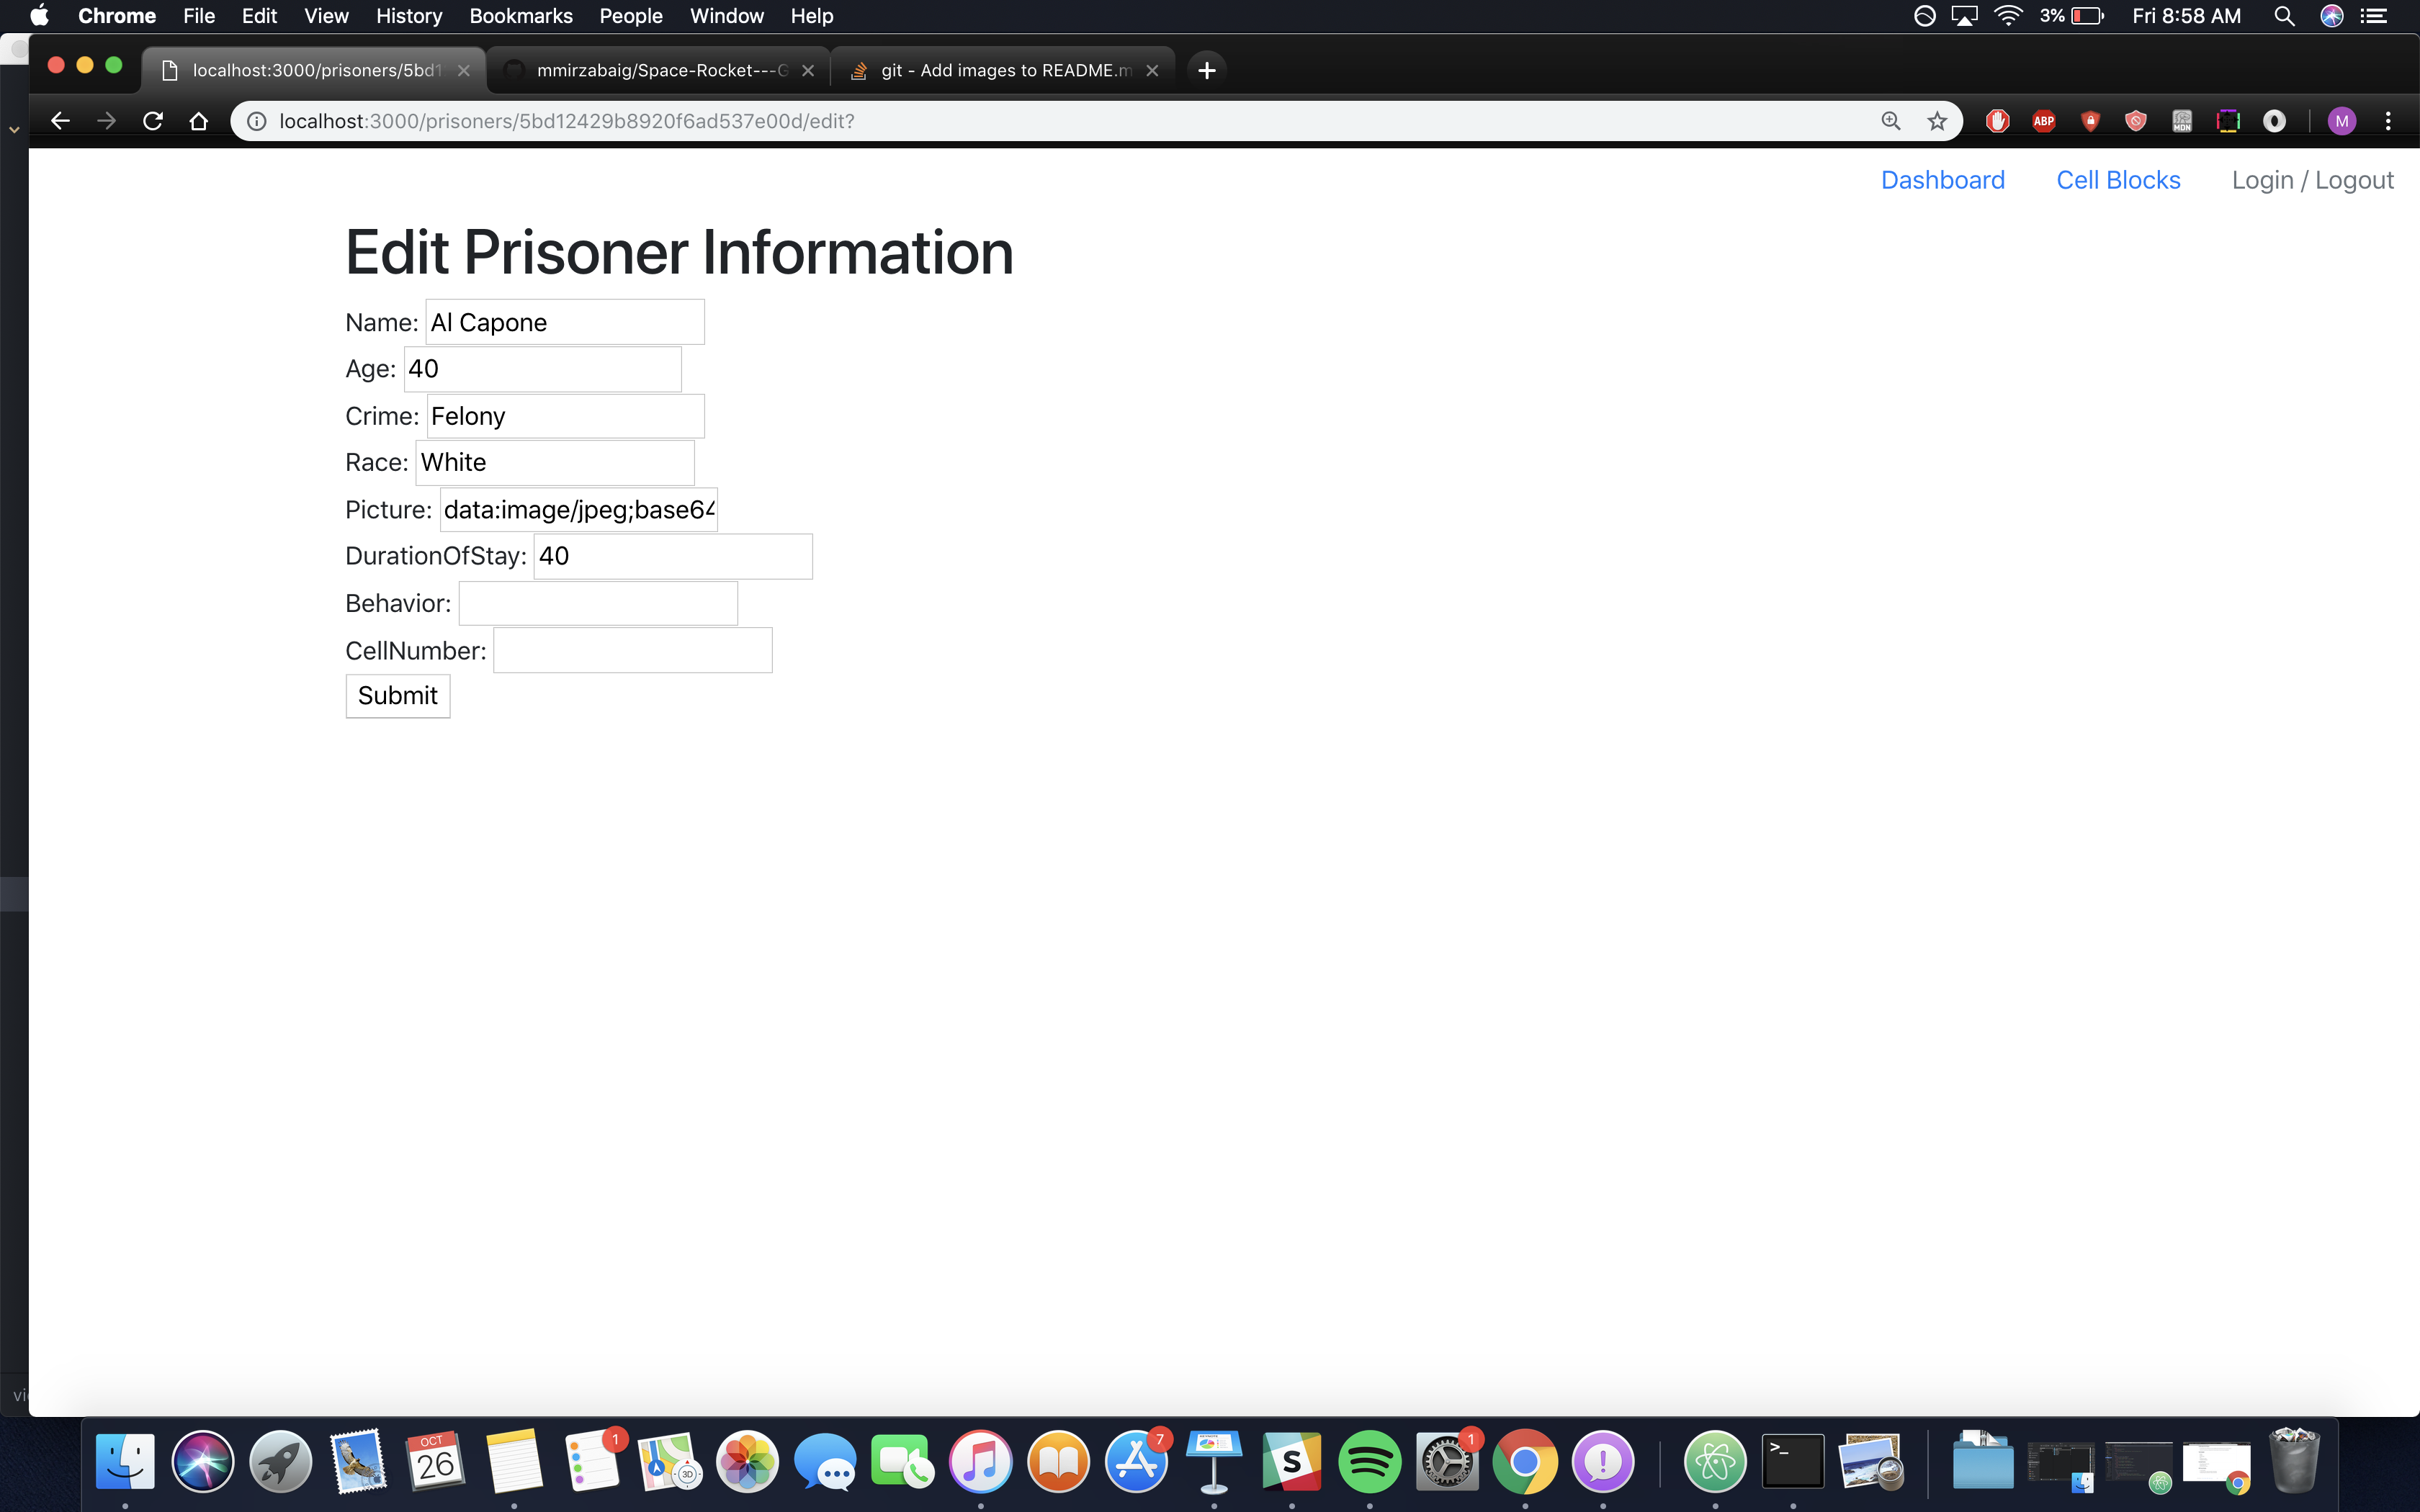 Chrome File Edit View History Bookmarks People Window Help 3% Fri 8:58 AM
localhost:3000/prisoners/5bd1 mmirzabaig/Space-Rocket---G git - Add images to README.m
localhost:3000/prisoners/5bd12429b8920f6ad537e00d/edit? ABP MDN M
Dashboard Cell Blocks Login / Logout
Edit Prisoner Information
Name: Al Capone
Age: 40
Crime: Felony
Race: White
Picture: data:image/jpeg;base64
DurationOfStay: 40
Behavior:
CellNumber:
Submit
OCT 1 7 1
26 3D S >_